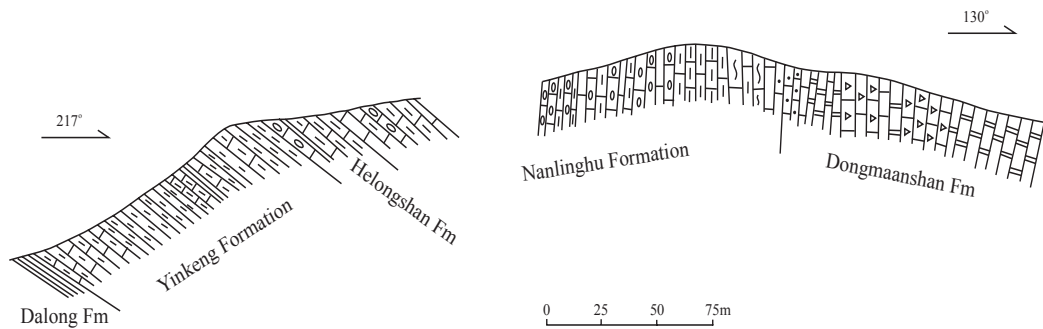 217°
Dalong Fm
Yinkeng Formation
Helongshan Fm
130°
Nanlinghu Formation
Dongmaanshan Fm
0 25 50 75m